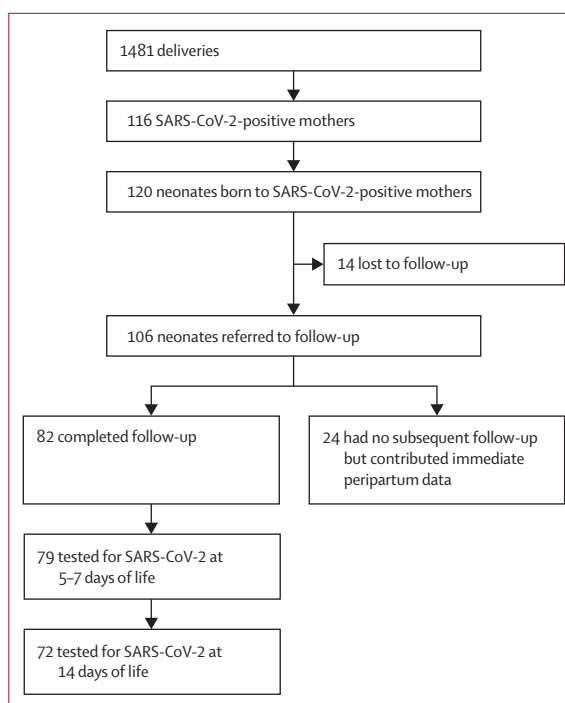 1481 deliveries
116 SARS-CoV-2-positive mothers
120 neonates born to SARS-CoV-2-positive mothers
14 lost to follow-up
106 neonates referred to follow-up
82 completed follow-up
24 had no subsequent follow-up
but contributed immediate
peripartum data
79 tested for SARS-CoV-2 at
5–7 days of life
72 tested for SARS-CoV-2 at
14 days of life